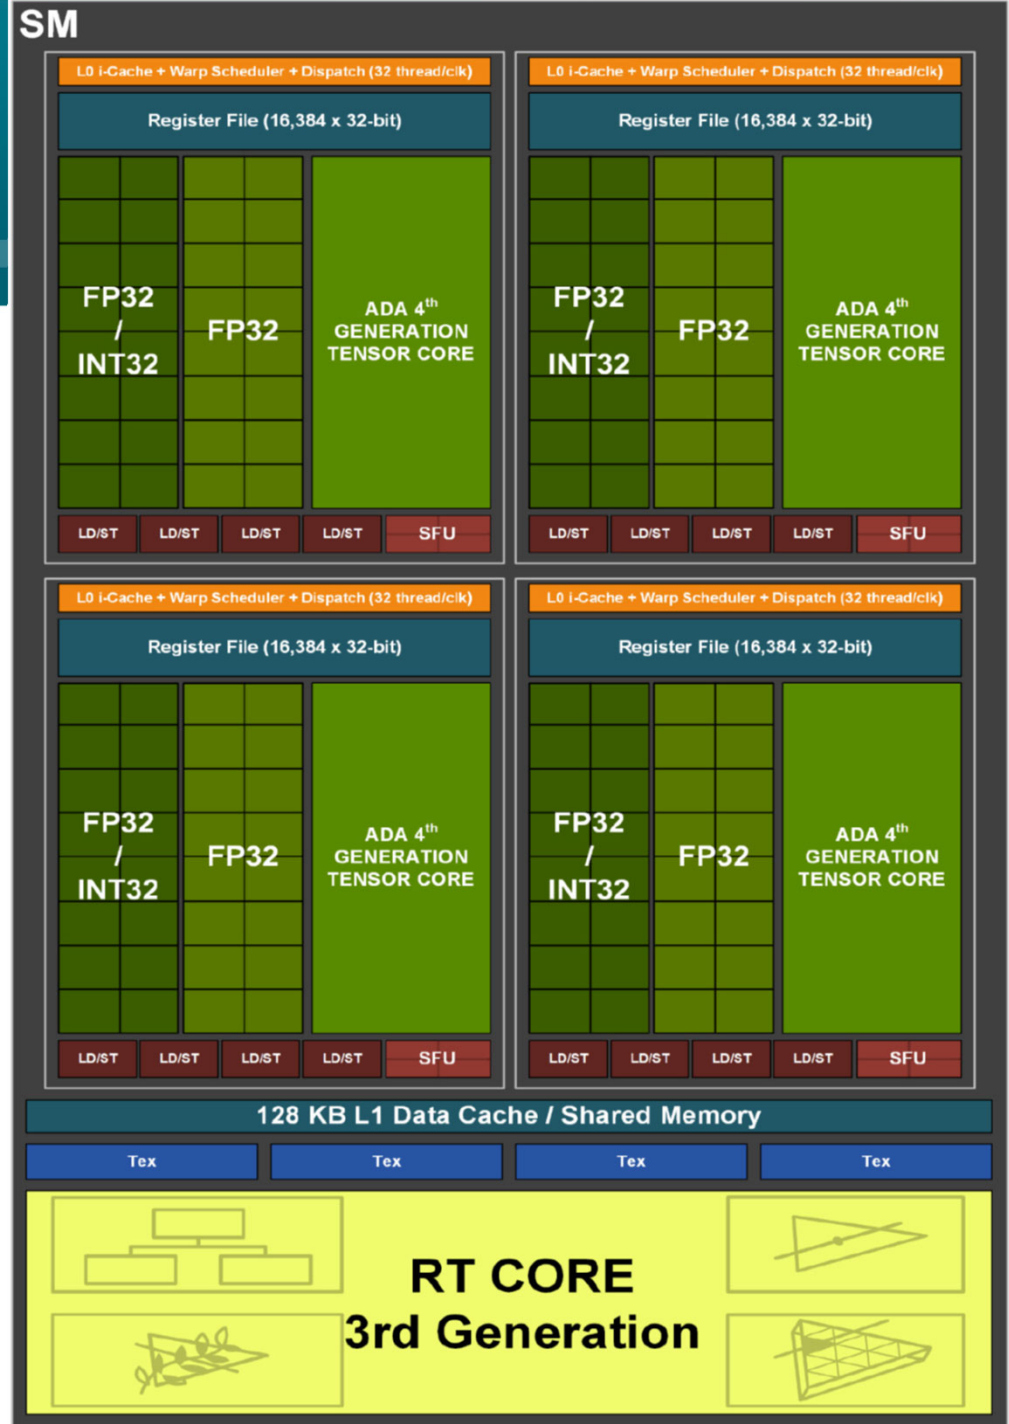 SM
L0 i-Cache + Warp Scheduler + Dispatch (32 thread/clk)
Register File (16,384 x 32-bit)
FP32
/
INT32
FP32
ADA 4th
GENERATION
TENSOR CORE
LD/ST LD/ST LD/ST LD/ST SFU
L0 i-Cache + Warp Scheduler + Dispatch (32 thread/clk)
Register File (16,384 x 32-bit)
FP32
/
INT32
FP32
ADA 4th
GENERATION
TENSOR CORE
LD/ST LD/ST LD/ST LD/ST SFU
L0 i-Cache + Warp Scheduler + Dispatch (32 thread/clk)
Register File (16,384 x 32-bit)
FP32
/
INT32
FP32
ADA 4th
GENERATION
TENSOR CORE
LD/ST LD/ST LD/ST LD/ST SFU
L0 i-Cache + Warp Scheduler + Dispatch (32 thread/clk)
Register File (16,384 x 32-bit)
FP32
/
INT32
FP32
ADA 4th
GENERATION
TENSOR CORE
LD/ST LD/ST LD/ST LD/ST SFU
128 KB L1 Data Cache / Shared Memory
Tex Tex Tex Tex
RT CORE
3rd Generation